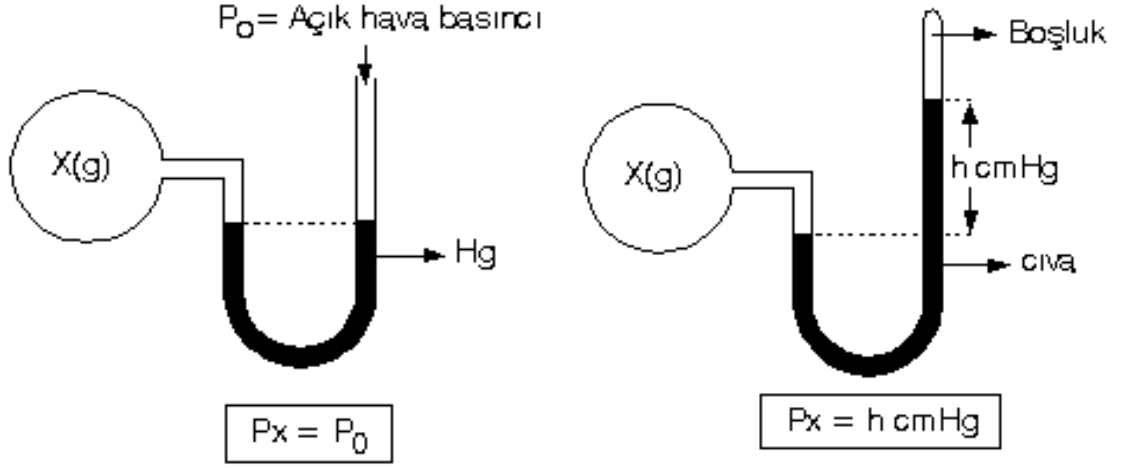 P₀= Açık hava basıncı
X(g)
Hg
Px = P₀
Boşluk
X(g)
h cmHg
cıva
Px = h cmHg